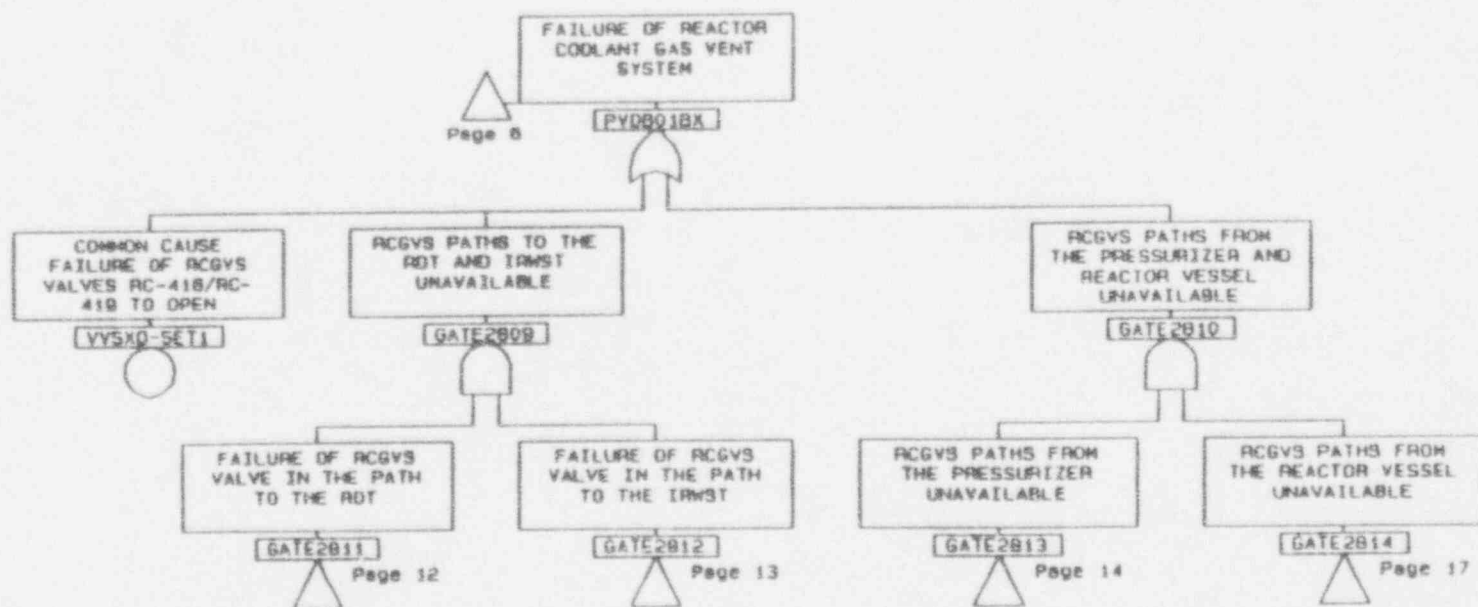 FAILURE OF REACTOR
COOLANT GAS VENT
SYSTEM
Page 6
PVDB01BX
COMMON CAUSE
FAILURE OF RCGVS
VALVES RC-418/RC-
419 TO OPEN
VVSXO-SET1
RCGVS PATHS TO THE
RDT AND IRWST
UNAVAILABLE
GATE2809
RCGVS PATHS FROM
THE PRESSURIZER AND
REACTOR VESSEL
UNAVAILABLE
GATE2810
FAILURE OF RCGVS
VALVE IN THE PATH
TO THE RDT
GATE2811
Page 12
FAILURE OF RCGVS
VALVE IN THE PATH
TO THE IRWST
GATE2812
Page 13
RCGVS PATHS FROM
THE PRESSURIZER
UNAVAILABLE
GATE2813
Page 14
RCGVS PATHS FROM
THE REACTOR VESSEL
UNAVAILABLE
GATE2814
Page 17